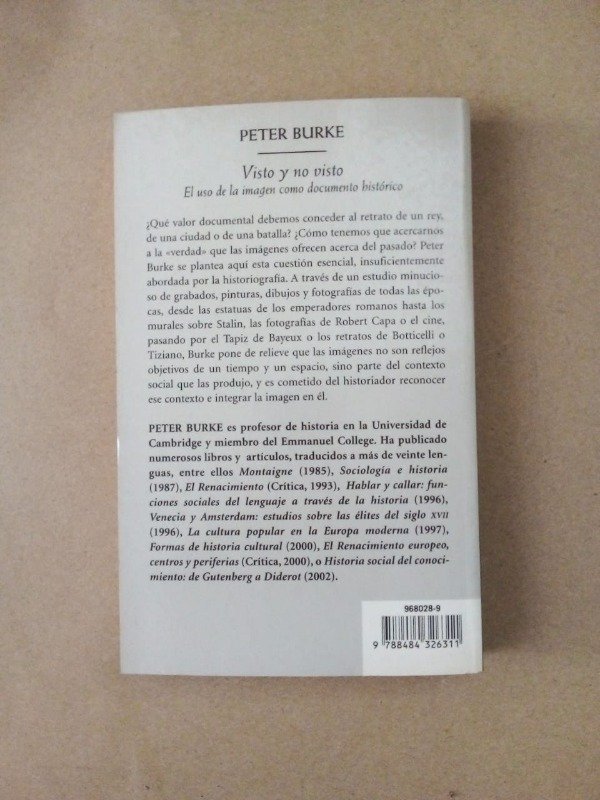 PETER BURKE
Visto y no visto
El uso de la imagen como documento histórico
¿Qué valor documental debemos conceder al retrato de un rey,
de una ciudad o de una batalla? ¿Cómo tenemos que acercarnos
a la «verdad» que las imágenes ofrecen acerca del pasado? Peter
Burke se plantea aquí esta cuestión esencial, insuficientemente
abordada por la historiografía. A través de un estudio minucio-
so de grabados, pinturas, dibujos y fotografías de todas las épo-
cas, desde las estatuas de los emperadores romanos hasta los
murales sobre Stalin, las fotografías de Robert Capa o el cine,
pasando por el Tapiz de Bayeux o los retratos de Botticelli o
Tiziano, Burke pone de relieve que las imágenes no son reflejos
objetivos de un tiempo y un espacio, sino parte del contexto
social que las produjo, y es cometido del historiador reconocer
ese contexto e integrar la imagen en él.
PETER BURKE es profesor de historia en la Universidad de
Cambridge y miembro del Emmanuel College. Ha publicado
numerosos libros y artículos, traducidos a más de veinte len-
guas, entre ellos Montaigne (1985), Sociología e historia
(1987), El Renacimiento (Crítica, 1993), Hablar y callar: fun-
ciones sociales del lenguaje a través de la historia (1996),
Venecia y Amsterdam: estudios sobre las élites del siglo XVII
(1996), La cultura popular en la Europa moderna (1997),
Formas de historia cultural (2000), El Renacimiento europeo,
centros y periferias (Crítica, 2000), o Historia social del conoci-
miento: de Gutenberg a Diderot (2002).
968028-9
9 788484 326311